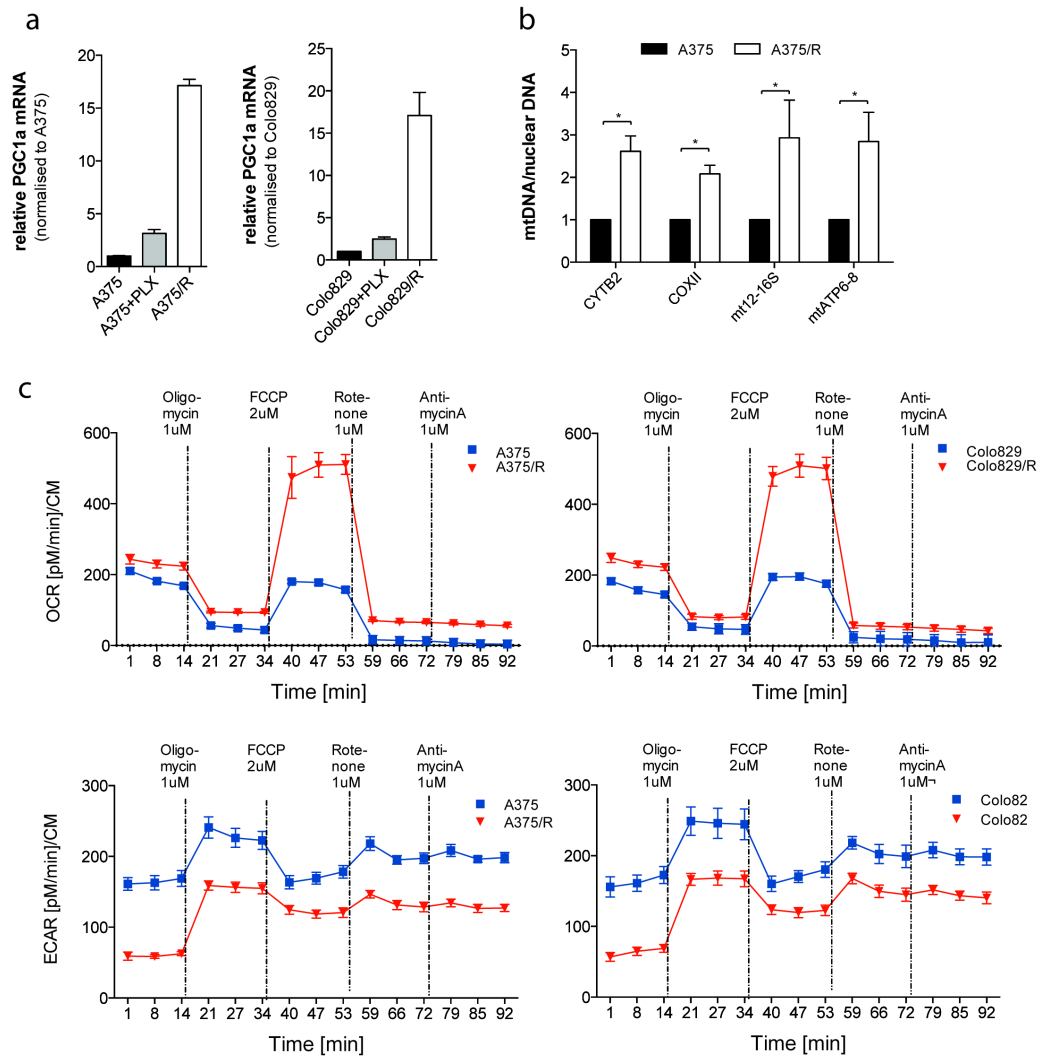 a
relative PGC1a mRNA
(normalised to A375)
20
15
10
5
0
A375
A375+PLX
A375/R
relative PGC1a mRNA
(normalised to Colo829)
25
20
15
10
5
0
Colo829
Colo829+PLX
Colo829/R
b
A375
A375/R
mtDNA/nuclear DNA
5
4
3
2
1
0
*
*
*
*
CYTB2
COXII
mt12-16S
mtATP6-8
c
Oligo-
mycin
1uM
FCCP
2uM
Rote-
none
1uM
Anti-
mycinA
1uM
A375
A375/R
OCR [pM/min]/CM
600
400
200
0
1 8 14 21 27 34 40 47 53 59 66 72 79 85 92
Time [min]
Oligo-
mycin
1uM
FCCP
2uM
Rote-
none
1uM
Anti-
mycinA
1uM
Colo829
Colo829/R
600
400
200
0
1 8 14 21 27 34 40 47 53 59 66 72 79 85 92
Time [min]
Oligo-
mycin
1uM
FCCP
2uM
Rote-
none
1uM
Anti-
mycinA
1uM
A375
A375/R
ECAR [pM/min]/CM
300
200
100
0
1 8 14 21 27 34 40 47 53 59 66 72 79 85 92
Time [min]
Oligo-
mycin
1uM
FCCP
2uM
Rote-
none
1uM
Anti-
mycinA
1uM¬
Colo82
Colo82
300
200
100
0
1 8 14 21 27 34 40 47 53 59 66 72 79 85 92
Time [min]